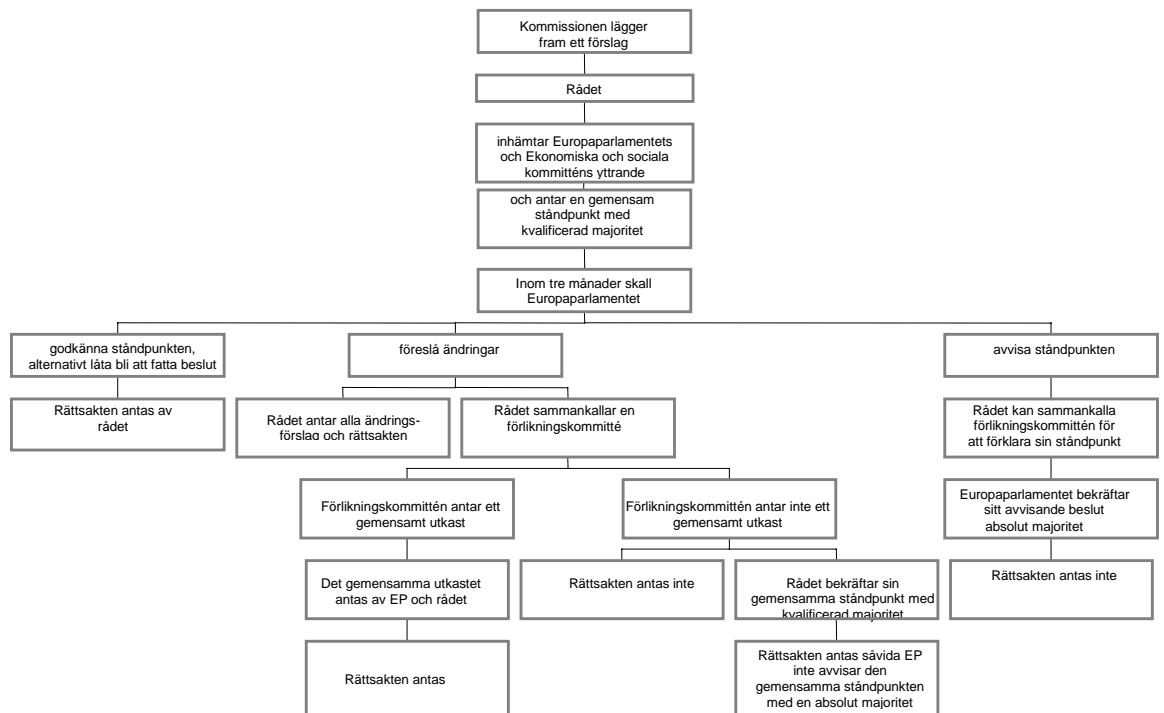 Kommissionen lägger
fram ett förslag
Rådet
inhämtar Europaparlamentets
och Ekonomiska och sociala
kommitténs yttrande
och antar en gemensam
ståndpunkt med
kvalificerad majoritet
Inom tre månader skall
Europaparlamentet
godkänna ståndpunkten,
alternativt låta bli att fatta beslut
föreslå ändringar
avvisa ståndpunkten
Rättsakten antas av
rådet
Rådet antar alla ändrings-
förslag och rättsakten
Rådet sammankallar en
förlikningskommitté
Rådet kan sammankalla
förlikningskommittén för
att förklara sin ståndpunkt
Förlikningskommittén antar ett
gemensamt utkast
Förlikningskommittén antar inte ett
gemensamt utkast
Europaparlamentet bekräftar
sitt avvisande beslut
absolut majoritet
Det gemensamma utkastet
antas av EP och rådet
Rättsakten antas inte
Rådet bekräftar sin
gemensamma ståndpunkt med
kvalificerad majoritet
Rättsakten antas inte
Rättsakten antas
Rättsakten antas såvida EP
inte avvisar den
gemensamma ståndpunkten
med en absolut majoritet